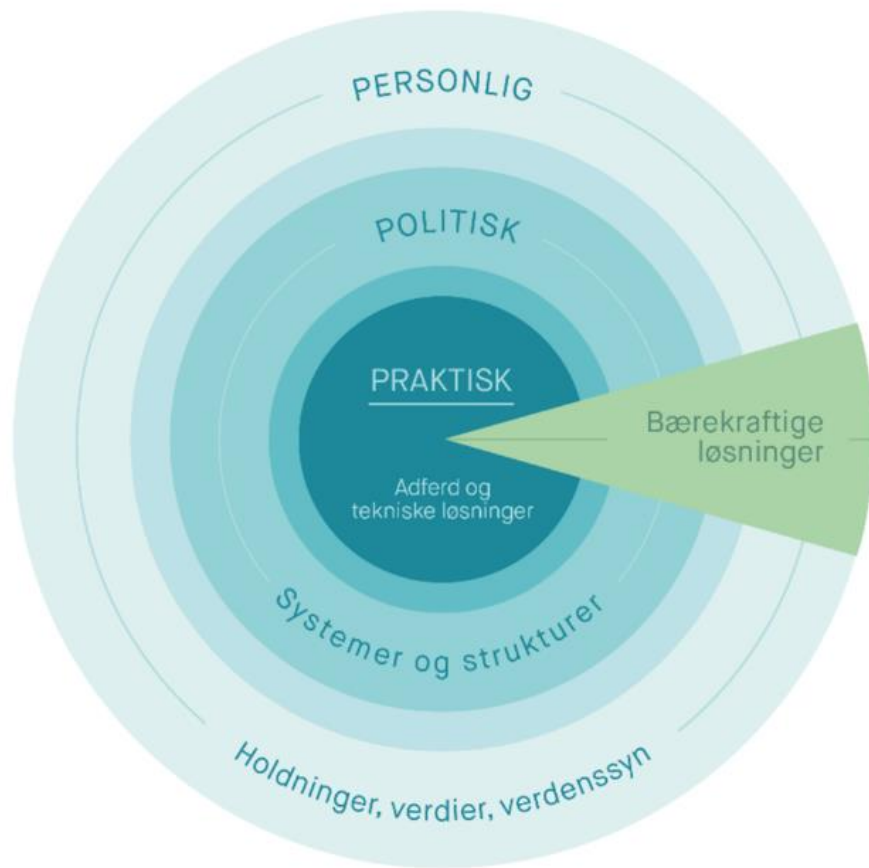 PERSONLIG
POLITISK
PRAKTISK
Adferd og
tekniske løsninger
Bærekraftige
løsninger
Systemer og strukturer
Holdninger, verdier, verdenssyn